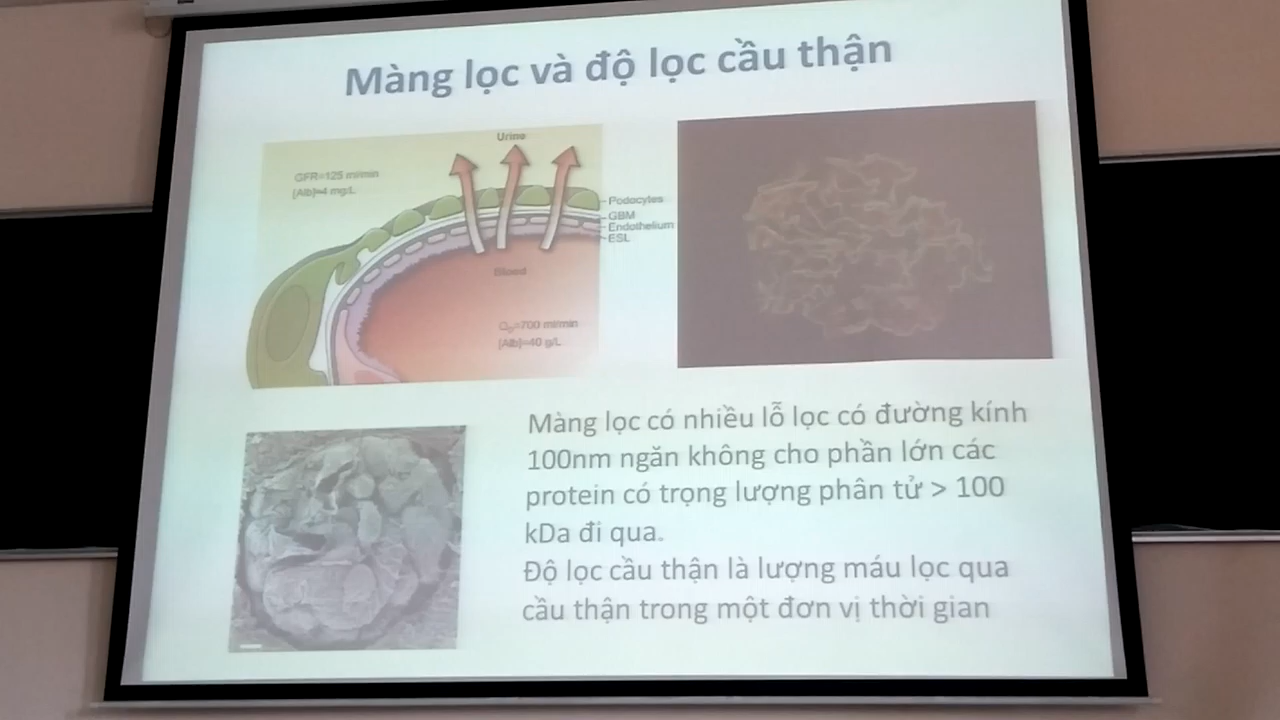 Màng lọc và độ lọc cầu thận
Urine
GFR=125 ml/min
[Alb]=4 mg/L
Podocytes
GBM
Endothelium
ESL
Blood
Qp=700 ml/min
[Alb]=40 g/L
Màng lọc có nhiều lỗ lọc có đường kính
100nm ngăn không cho phần lớn các
protein có trọng lượng phân tử > 100
kDa đi qua.
Độ lọc cầu thận là lượng máu lọc qua
cầu thận trong một đơn vị thời gian